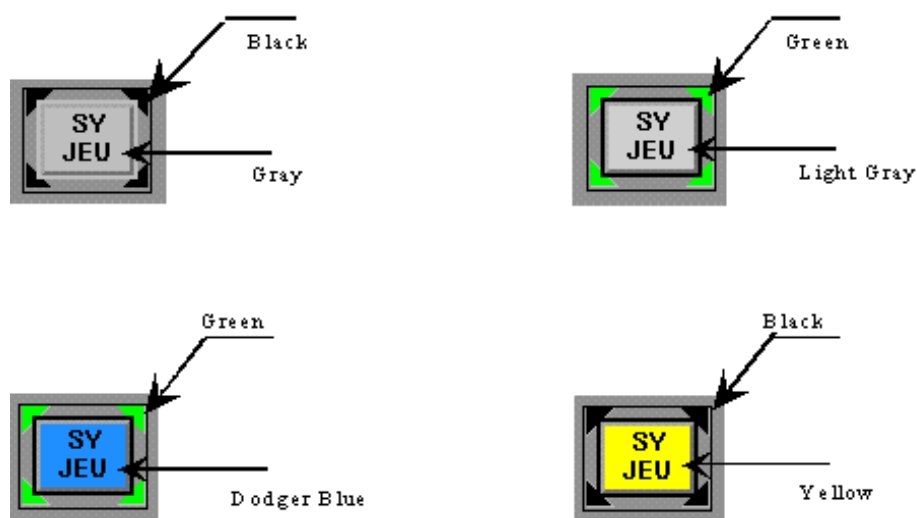 Black
SY
JEU
Gray
Green
SY
JEU
Light Gray
Green
SY
JEU
Dodger Blue
Black
SY
JEU
Yellow